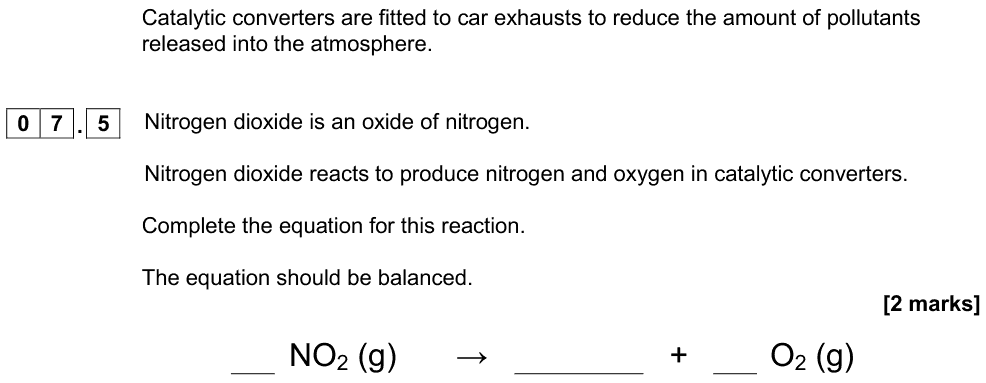 Catalytic converters are fitted to car exhausts to reduce the amount of pollutants
released into the atmosphere.
0 7 . 5 Nitrogen dioxide is an oxide of nitrogen.
Nitrogen dioxide reacts to produce nitrogen and oxygen in catalytic converters.
Complete the equation for this reaction.
The equation should be balanced.
[2 marks]
___ NO₂ (g) → _________ + ___ O₂ (g)